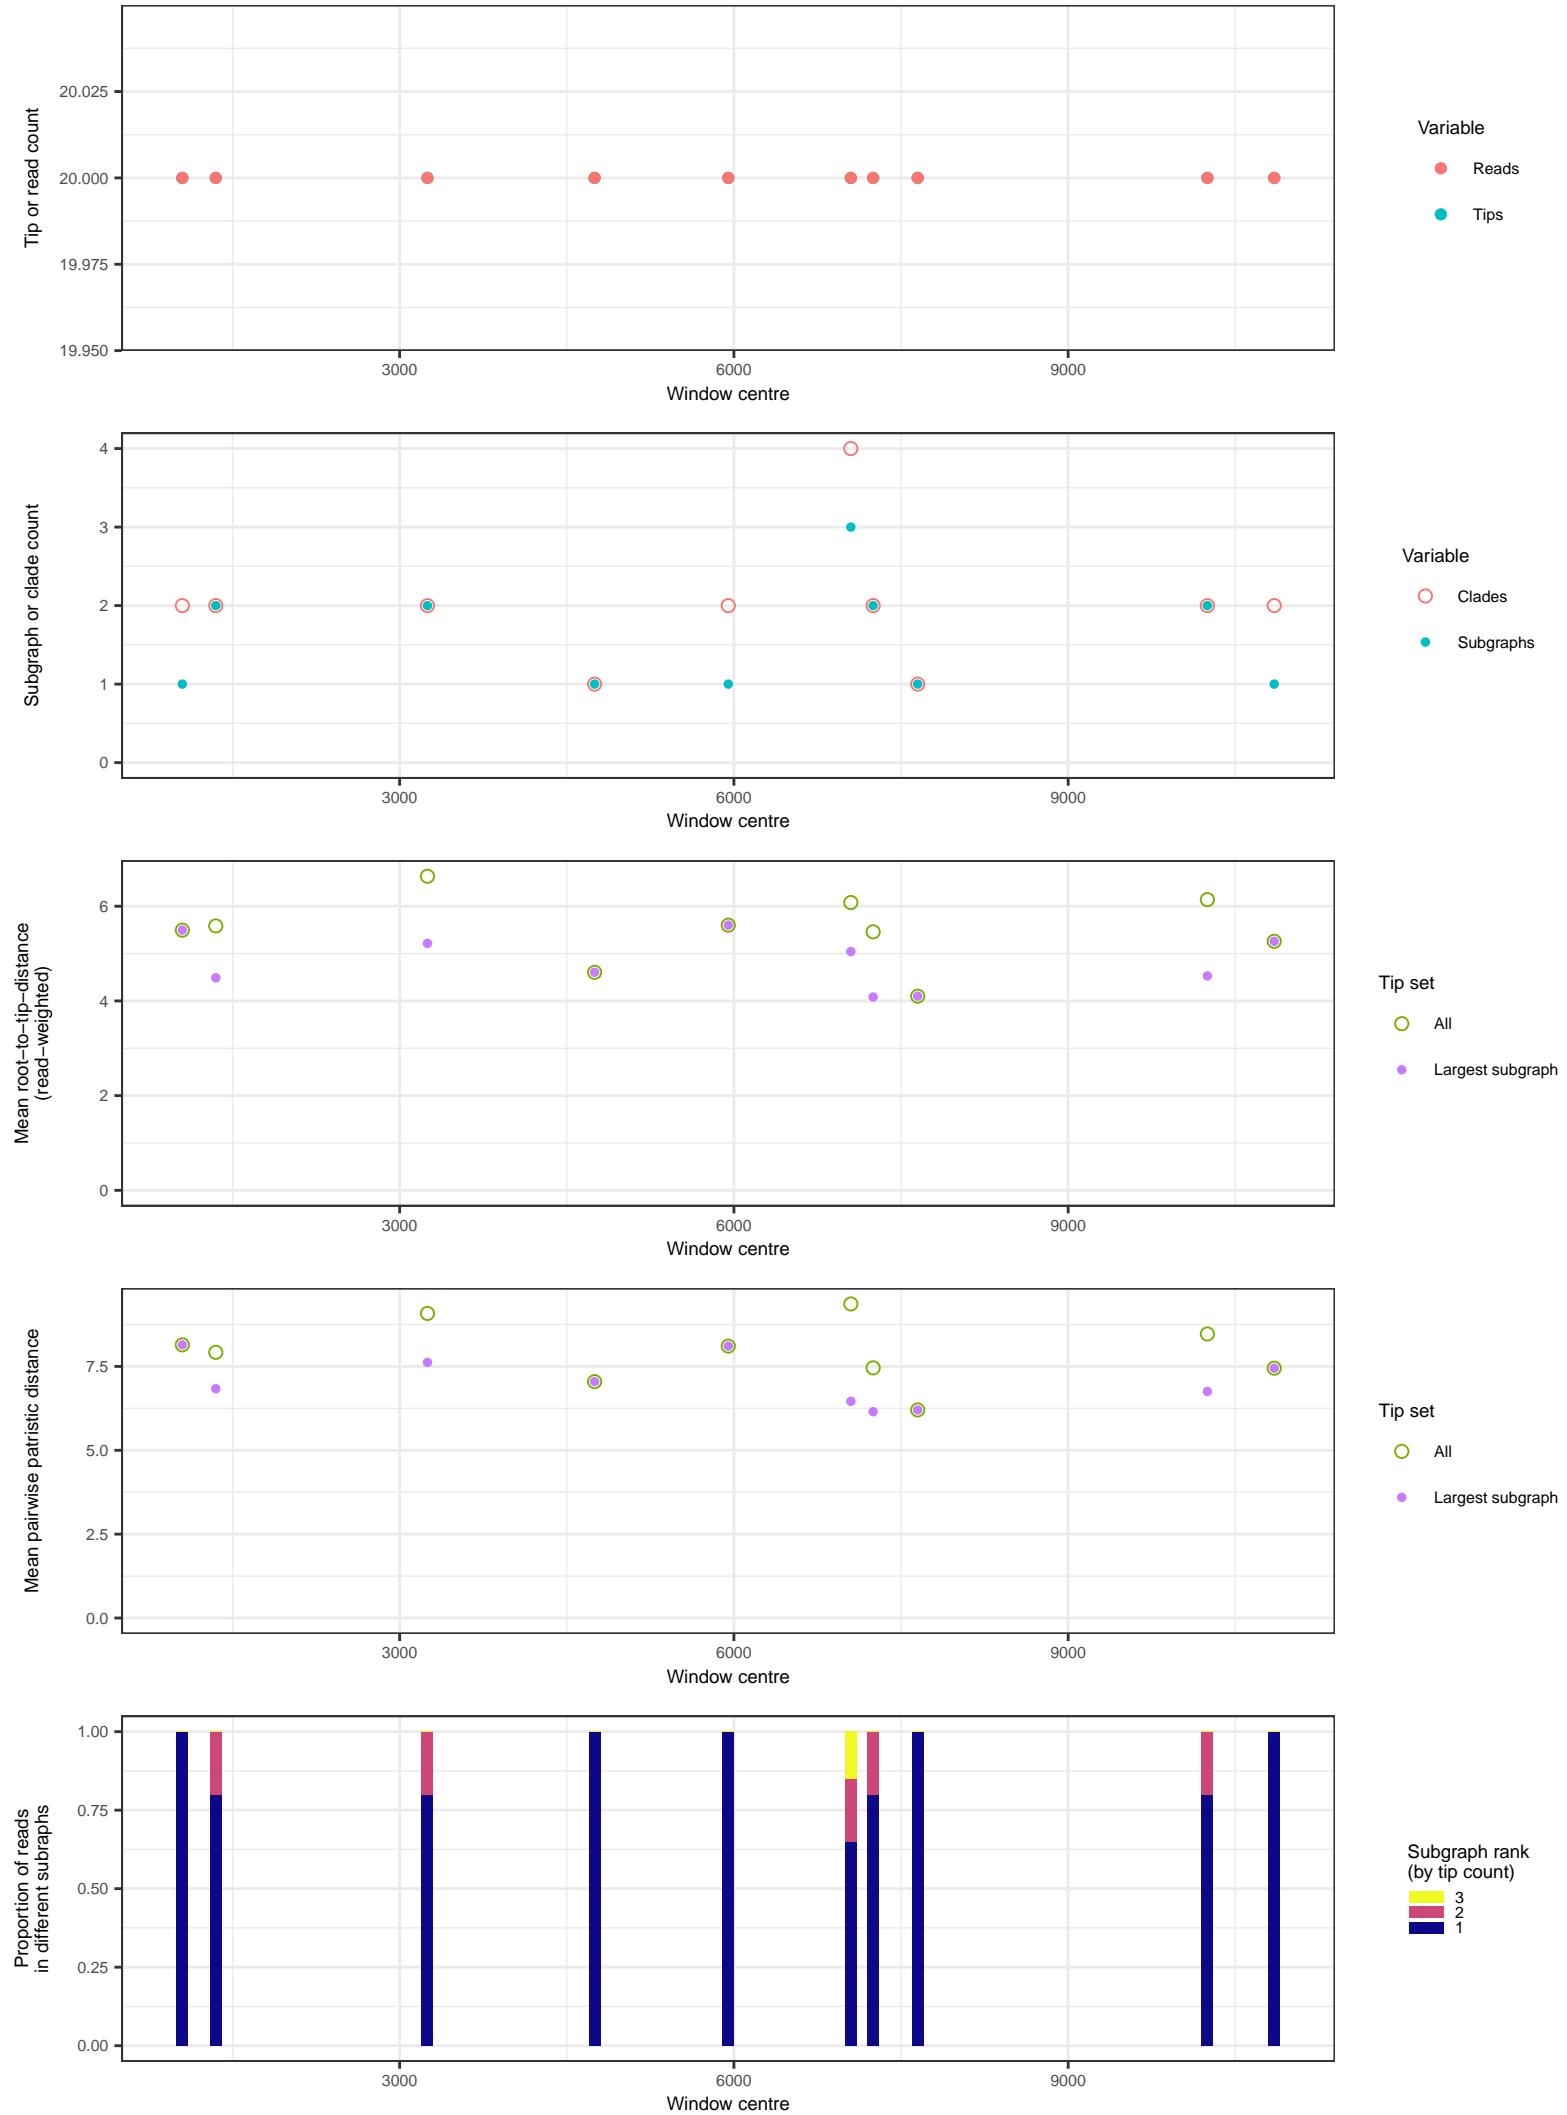 Tip or read count
20.025
20.000
19.975
19.950
3000
6000
9000
Window centre
Variable
Reads
Tips
Subgraph or clade count
4
3
2
1
0
3000
6000
9000
Window centre
Variable
Clades
Subgraphs
Mean root−to−tip−distance
(read−weighted)
6
4
2
0
3000
6000
9000
Window centre
Tip set
All
Largest subgraph
Mean pairwise patristic distance
7.5
5.0
2.5
0.0
3000
6000
9000
Window centre
Tip set
All
Largest subgraph
Proportion of reads
in different subraphs
1.00
0.75
0.50
0.25
0.00
3000
6000
9000
Window centre
Subgraph rank
(by tip count)
3
2
1